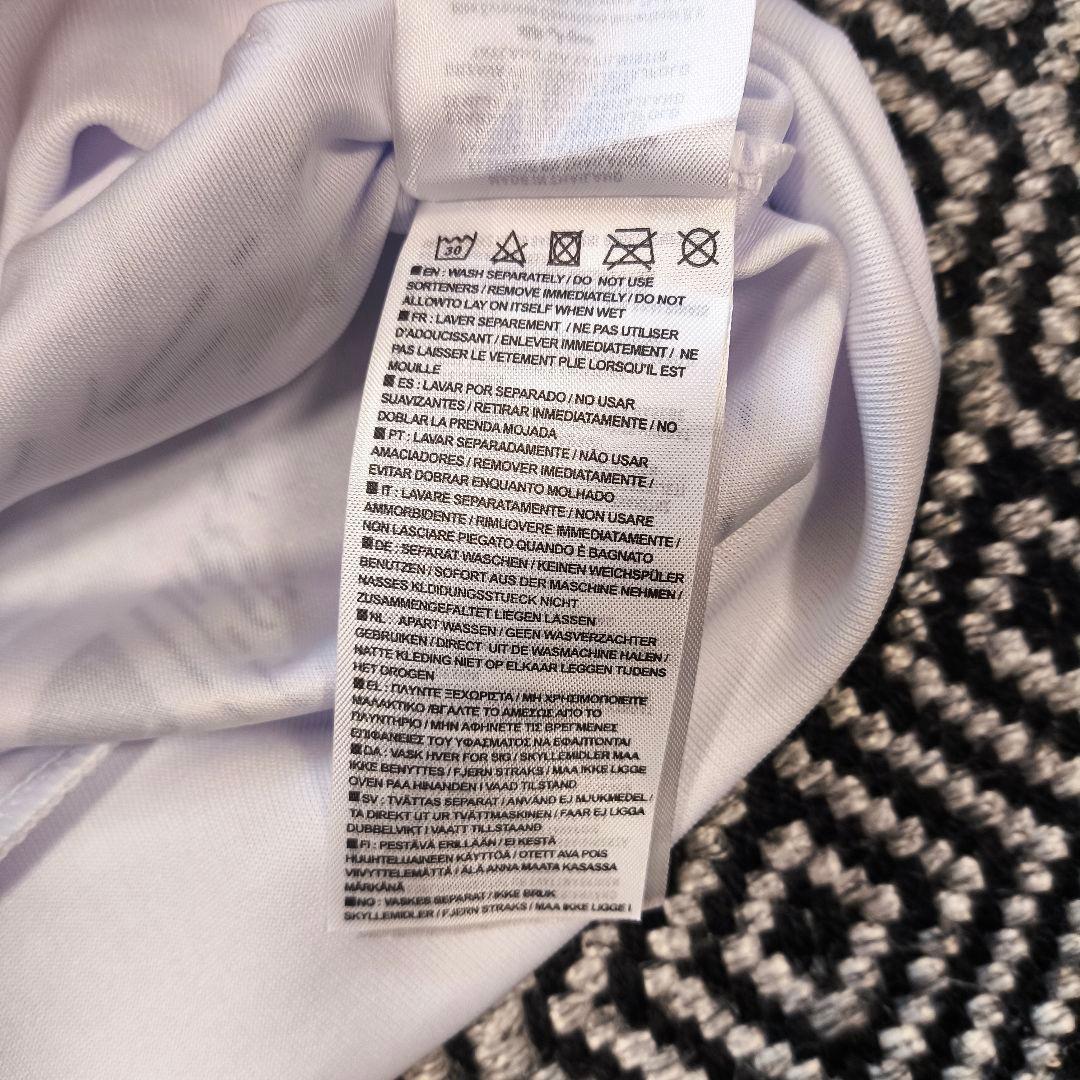 MADE IN THAILAND
30
EN : WASH SEPARATELY / DO NOT USE
SORTENERS / REMOVE IMMEDIATELY / DO NOT
ALLOWTO LAY ON ITSELF WHEN WET
FR : LAVER SEPAREMENT / NE PAS UTILISER
D'ADOUCISSANT / ENLEVER IMMEDIATEMENT / NE
PAS LAISSER LE VETEMENT PLIE LORSQU'IL EST
MOUILLE
ES : LAVAR POR SEPARADO / NO USAR
SUAVIZANTES / RETIRAR INMEDIATAMENTE / NO
DOBLAR LA PRENDA MOJADA
PT : LAVAR SEPARADAMENTE / NÃO USAR
AMACIADORES / REMOVER IMEDIATAMENTE /
EVITAR DOBRAR ENQUANTO MOLHADO
IT : LAVARE SEPARATAMENTE / NON USARE
AMMORBIDENTE / RIMUOVERE IMMEDIATAMENTE /
NON LASCIARE PIEGATO QUANDO È BAGNATO
DE : SEPARAT WASCHEN / KEINEN WEICHSPÜLER
BENUTZEN / SOFORT AUS DER MASCHINE NEHMEN /
NASSES KLDIDUNGSSTUECK NICHT
ZUSAMMENGEFALTET LIEGEN LASSEN
NL : APART WASSEN / GEEN WASVERZACHTER
GEBRUIKEN / DIRECT UIT DE WASMACHINE HALEN /
NATTE KLEDING NIET OP ELKAAR LEGGEN TIJDENS
HET DROGEN
EL : ΠΛΥΝΤΕ ΞΕΧΩΡΙΣΤΑ / ΜΗ ΧΡΗΣΙΜΟΠΟΙΕΙΤΕ
ΜΑΛΑΚΤΙΚΟ /ΒΓΑΛΤΕ ΤΟ ΑΜΕΣΩΣ ΑΠΟ ΤΟ
ΠΛΥΝΤΗΡΙΟ / ΜΗΝ ΑΦΗΝΕΤΕ ΤΙΣ ΒΡΕΓΜΕΝΕΣ
ΕΠΙΦΑΝΕΙΕΣ ΤΟΥ ΥΦΑΣΜΑΤΟΣ ΝΑ ΕΦΑΠΤΟΝΤΑΙ
DA : VASK HVER FOR SIG / SKYLLEMIDLER MAA
IKKE BENYTTES / FJERN STRAKS / MAA IKKE LIGGE
OVEN PAA HINANDEN I VAAD TILSTAND
SV : TVÄTTAS SEPARAT / ANVÄND EJ MJUKMEDEL /
TA DIREKT UT UR TVÄTTMASKINEN / FAAR EJ LIGGA
DUBBELVIKT I VAATT TILLSTAAND
FI : PESTÄVÄ ERILLÄÄN / EI KESTÄ
HUUHTELUAINEEN KÄYTTÖÄ / OTETT AVA POIS
VIIVYTTELEMÄTTÄ / ÄLÄ ANNA MAATA KASASSA
MÄRKÄNÄ
NO : VASKES SEPARAT / IKKE BRUK
SKYLLEMIDLER / FJERN STRAKS / MAA IKKE LIGGE I